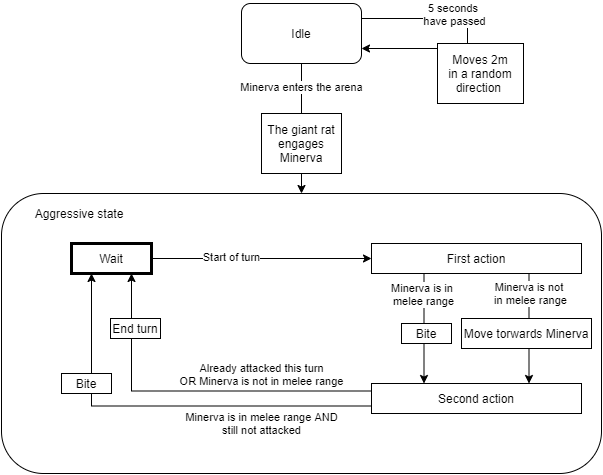 5 seconds
have passed
Idle
Moves 2m
in a random
direction
Minerva enters the arena
The giant rat
engages
Minerva
Aggressive state
Wait
Start of turn
First action
Minerva is in
melee range
Minerva is not
in melee range
End turn
Bite
Move torwards Minerva
Already attacked this turn
OR Minerva is not in melee range
Bite
Second action
Minerva is in melee range AND
still not attacked